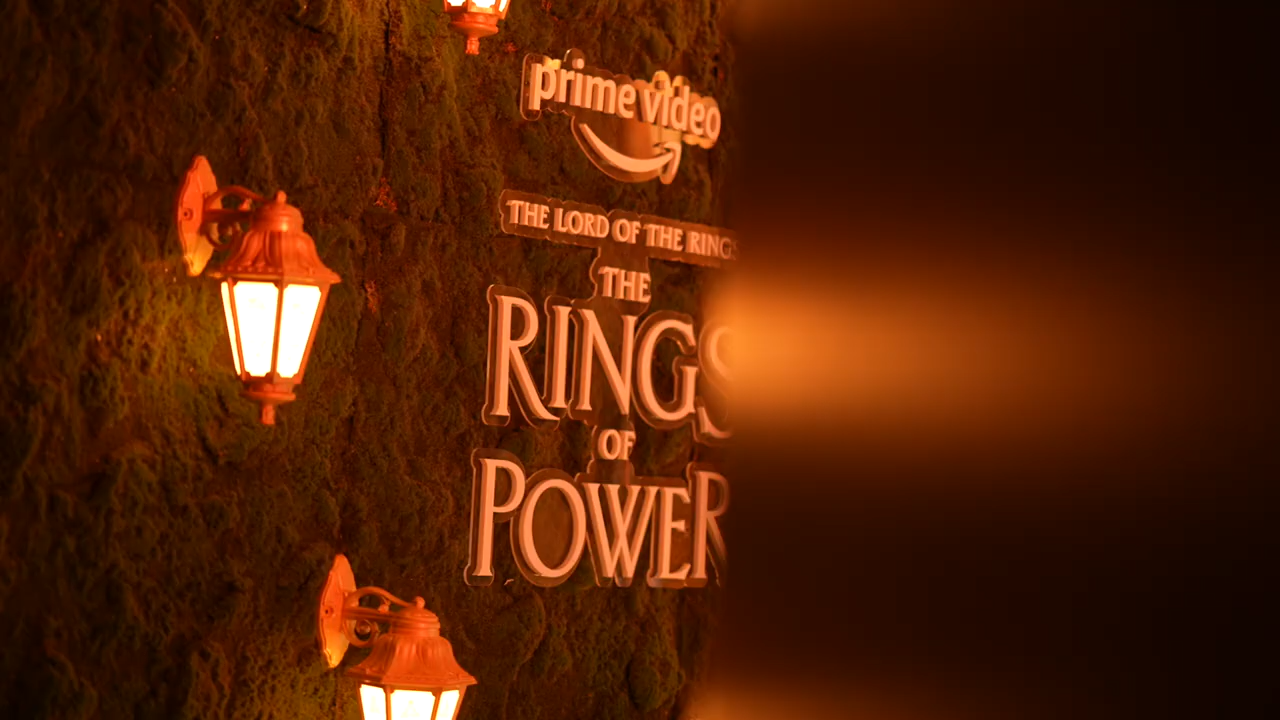 prime video
THE LORD OF THE RINGS
THE
RINGS
OF
POWER